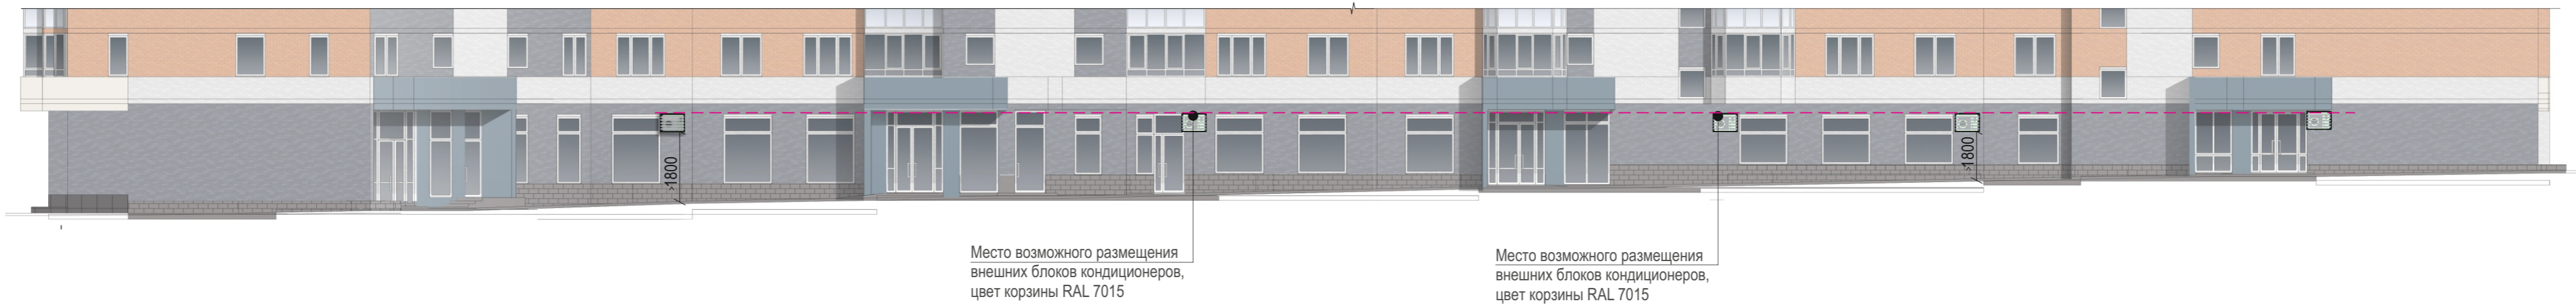 >1800
>1800
Место возможного размещения
внешних блоков кондиционеров,
цвет корзины RAL 7015
Место возможного размещения
внешних блоков кондиционеров,
цвет корзины RAL 7015